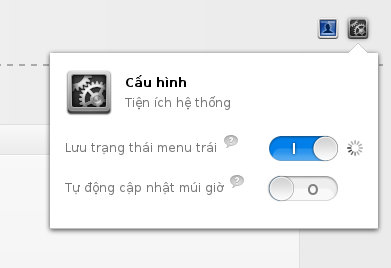 Cấu hình
Tiện ích hệ thống
Lưu trạng thái menu trái
Tự động cập nhật múi giờ